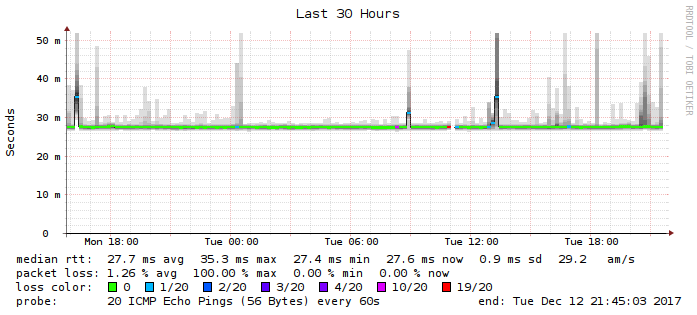 Last 30 Hours
RRDTOOL / TOBI OETIKER
Seconds
50 m
40 m
30 m
20 m
10 m
0
Mon 18:00 Tue 00:00 Tue 06:00 Tue 12:00 Tue 18:00
median rtt: 27.7 ms avg 35.3 ms max 27.4 ms min 27.6 ms now 0.9 ms sd 29.2 am/s
packet loss: 1.26 % avg 100.00 % max 0.00 % min 0.00 % now
loss color: 0 1/20 2/20 3/20 4/20 10/20 19/20
probe: 20 ICMP Echo Pings (56 Bytes) every 60s end: Tue Dec 12 21:45:03 2017